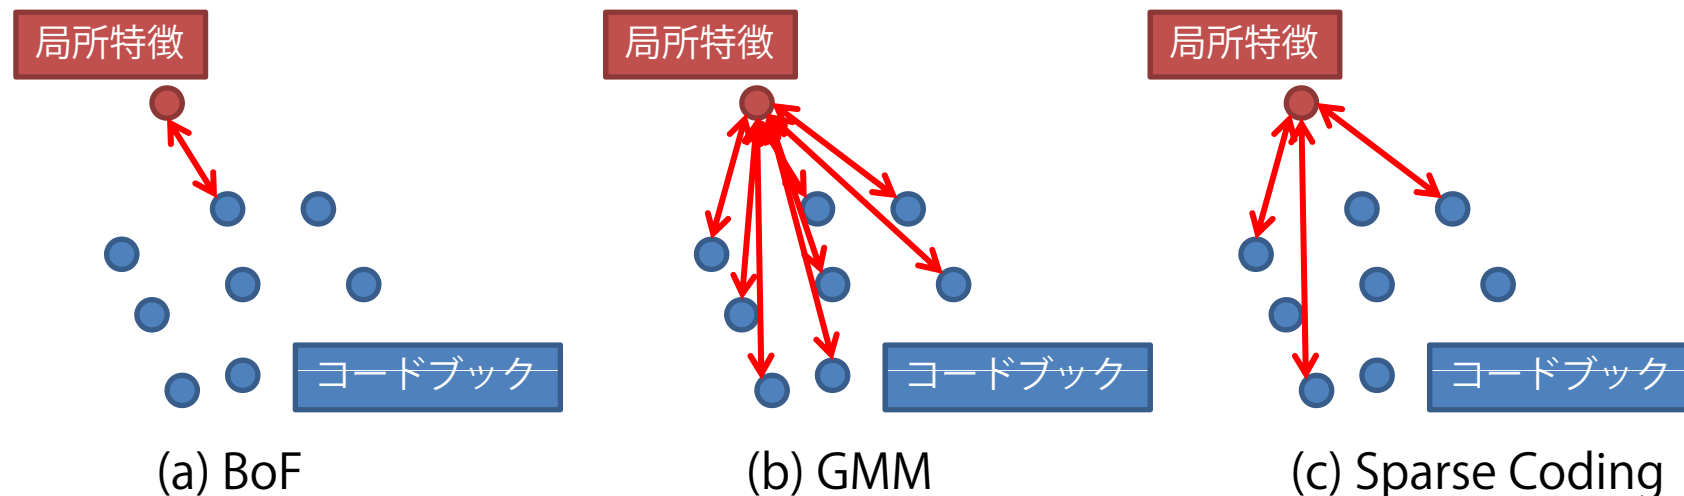 局所特徴
局所特徴
局所特徴
コードブック
コードブック
コードブック
(a) BoF
(b) GMM
(c) Sparse Coding